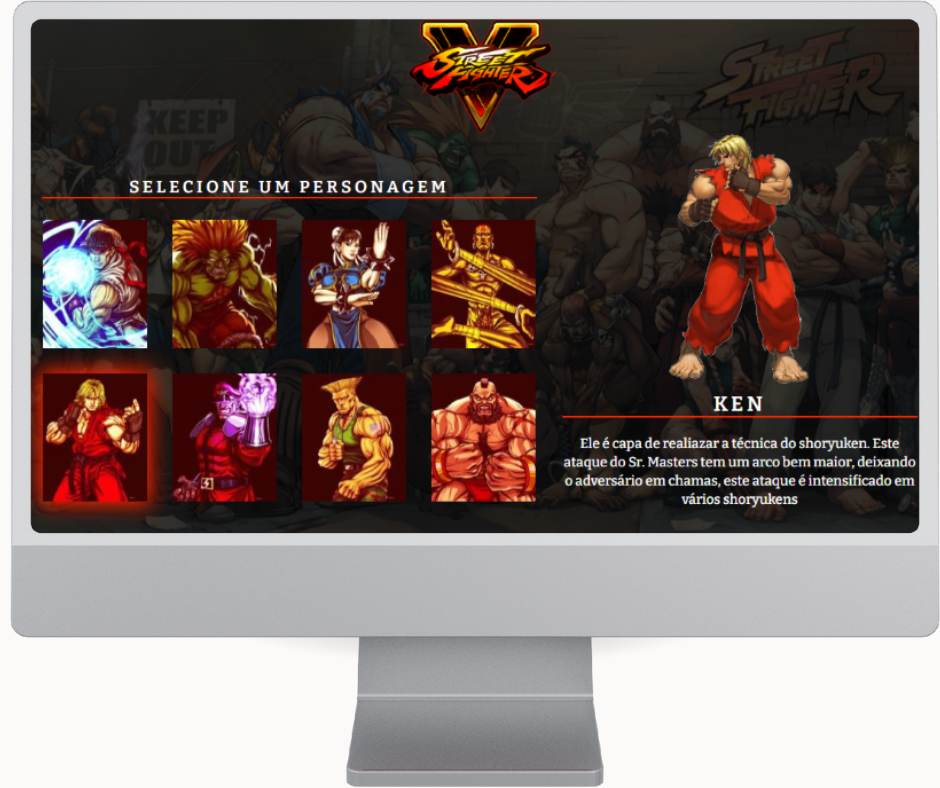 STREET
FIGHTER
V
STREET
FIGHTER
KEEP
OUT
SELECIONE UM PERSONAGEM
KEN
Ele é capa de realiazar a técnica do shoryuken. Este
ataque do Sr. Masters tem um arco bem maior, deixando
o adversário em chamas, este ataque é intensificado em
vários shoryukens